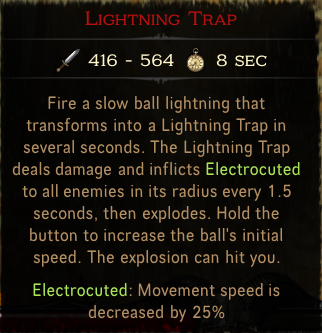 Lightning Trap
416 - 564 8 sec
Fire a slow ball lightning that
transforms into a Lightning Trap in
several seconds. The Lightning Trap
deals damage and inflicts Electrocuted
to all enemies in its radius every 1.5
seconds, then explodes. Hold the
button to increase the ball's initial
speed. The explosion can hit you.
Electrocuted: Movement speed is
decreased by 25%